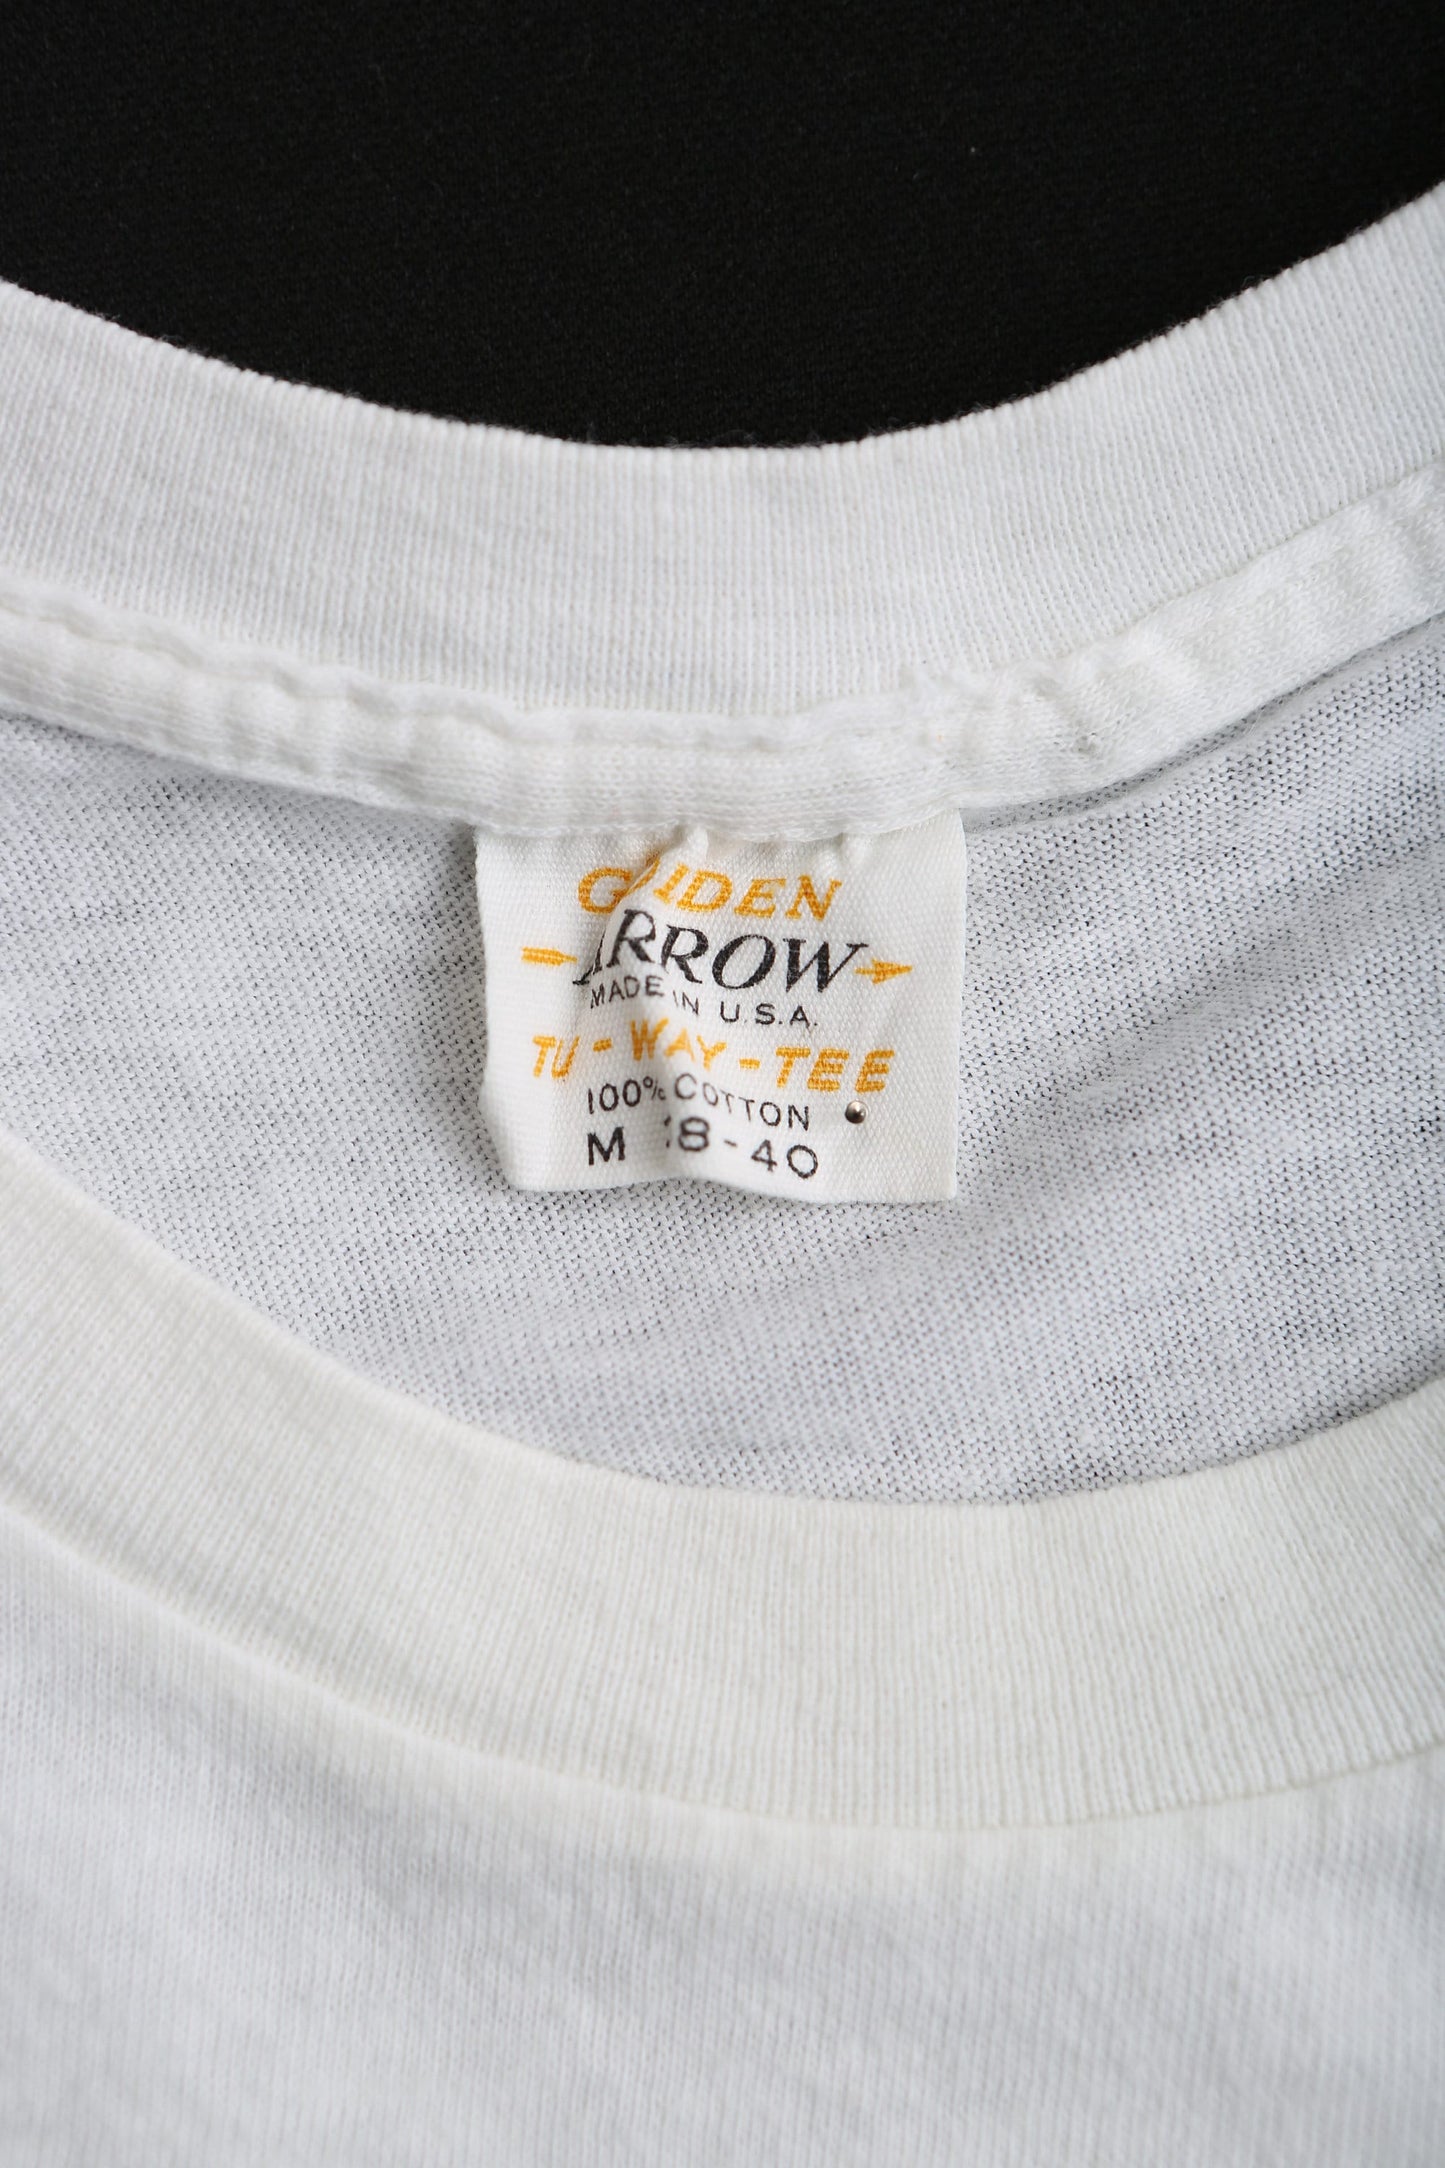 GOLDEN
ARROW
MADE IN U.S.A.
TU-WAY-TEE
100% COTTON
M 38-40